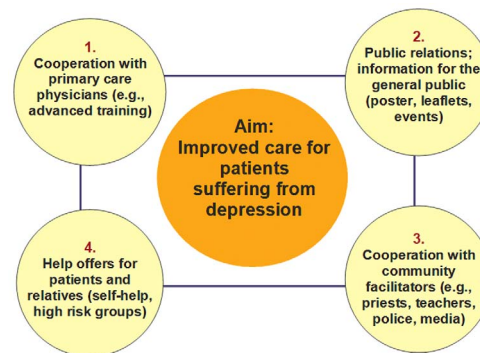 1.
Cooperation with
primary care
physicians (e.g.,
advanced training)
2.
Public relations;
information for the
general public
(poster, leaflets,
events)
Aim:
Improved care for
patients
suffering from
depression
4.
Help offers for
patients and
relatives (self-help,
high risk groups)
3.
Cooperation with
community
facilitators (e.g.,
priests, teachers,
police, media)